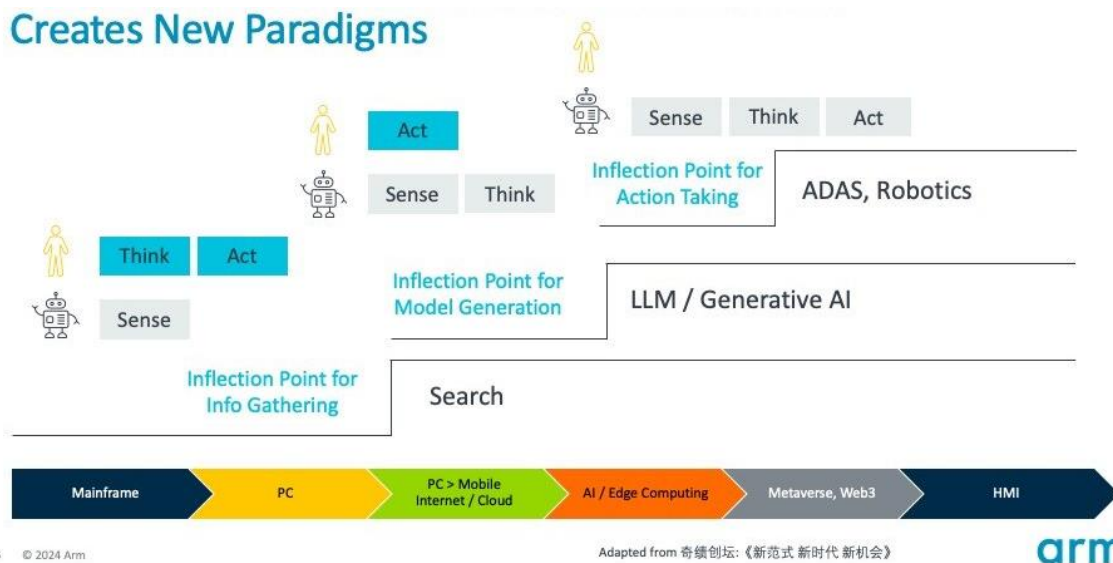 Creates New Paradigms
Act
Sense Think
Sense Think Act
Inflection Point for
Action Taking
ADAS, Robotics
Think Act
Sense
Inflection Point for
Model Generation
LLM / Generative AI
Inflection Point for
Info Gathering
Search
Mainframe
PC
PC > Mobile
Internet / Cloud
AI / Edge Computing
Metaverse, Web3
HMI
© 2024 Arm
Adapted from 奇绩创坛:《新范式 新时代 新机会》
arm